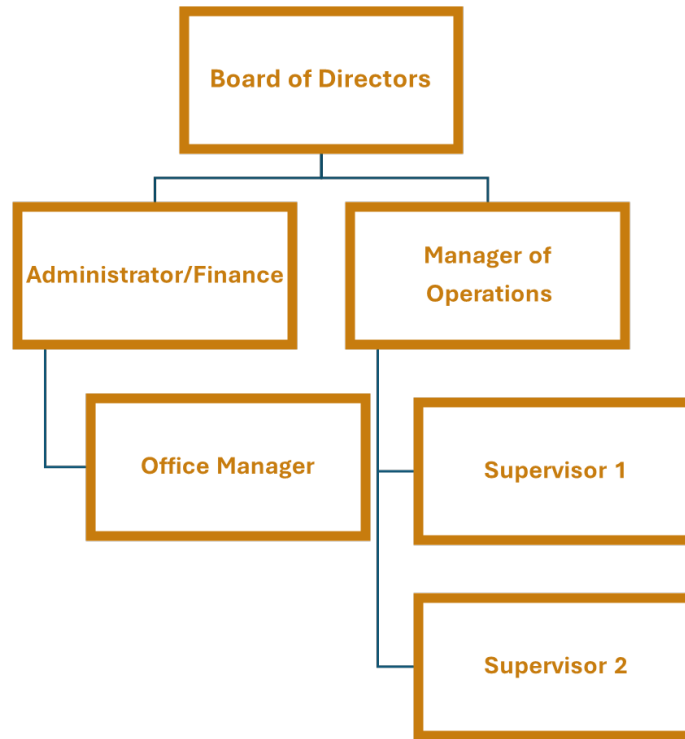 Board of Directors
Administrator/Finance
Manager of
Operations
Office Manager
Supervisor 1
Supervisor 2